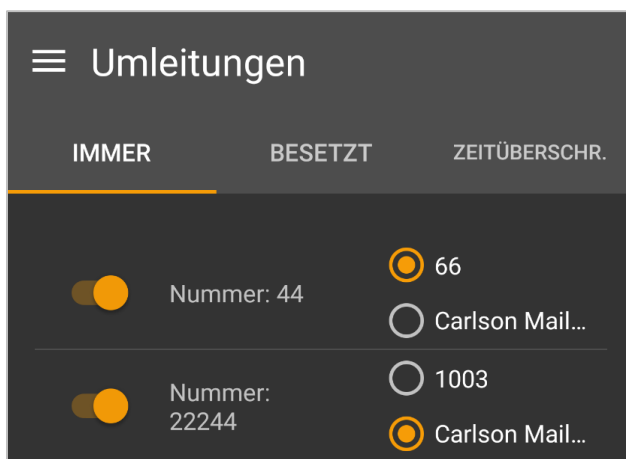 Umleitungen
IMMER BESETZT ZEITÜBERSCHR.
66
Nummer: 44
Carlson Mail...
1003
Nummer:
22244
Carlson Mail...